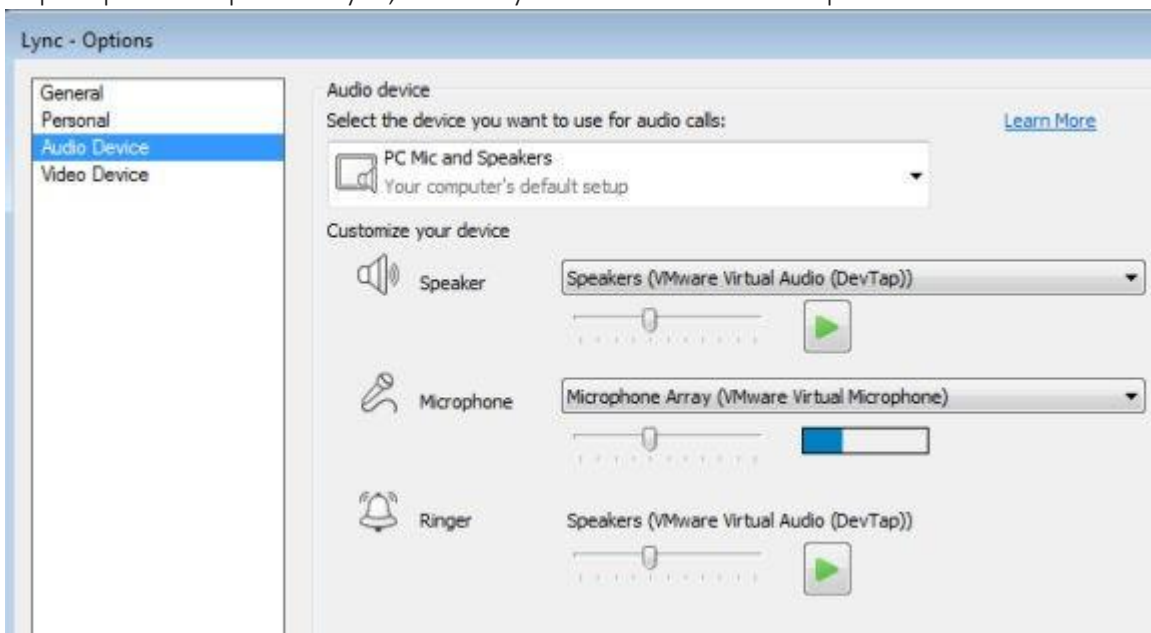 Lync - Options
General
Personal
Audio Device
Video Device
Audio device
Select the device you want to use for audio calls:
Learn More
PC Mic and Speakers
Your computer's default setup
Customize your device
Speaker
Speakers (VMware Virtual Audio (DevTap))
Microphone
Microphone Array (VMware Virtual Microphone)
Ringer
Speakers (VMware Virtual Audio (DevTap))